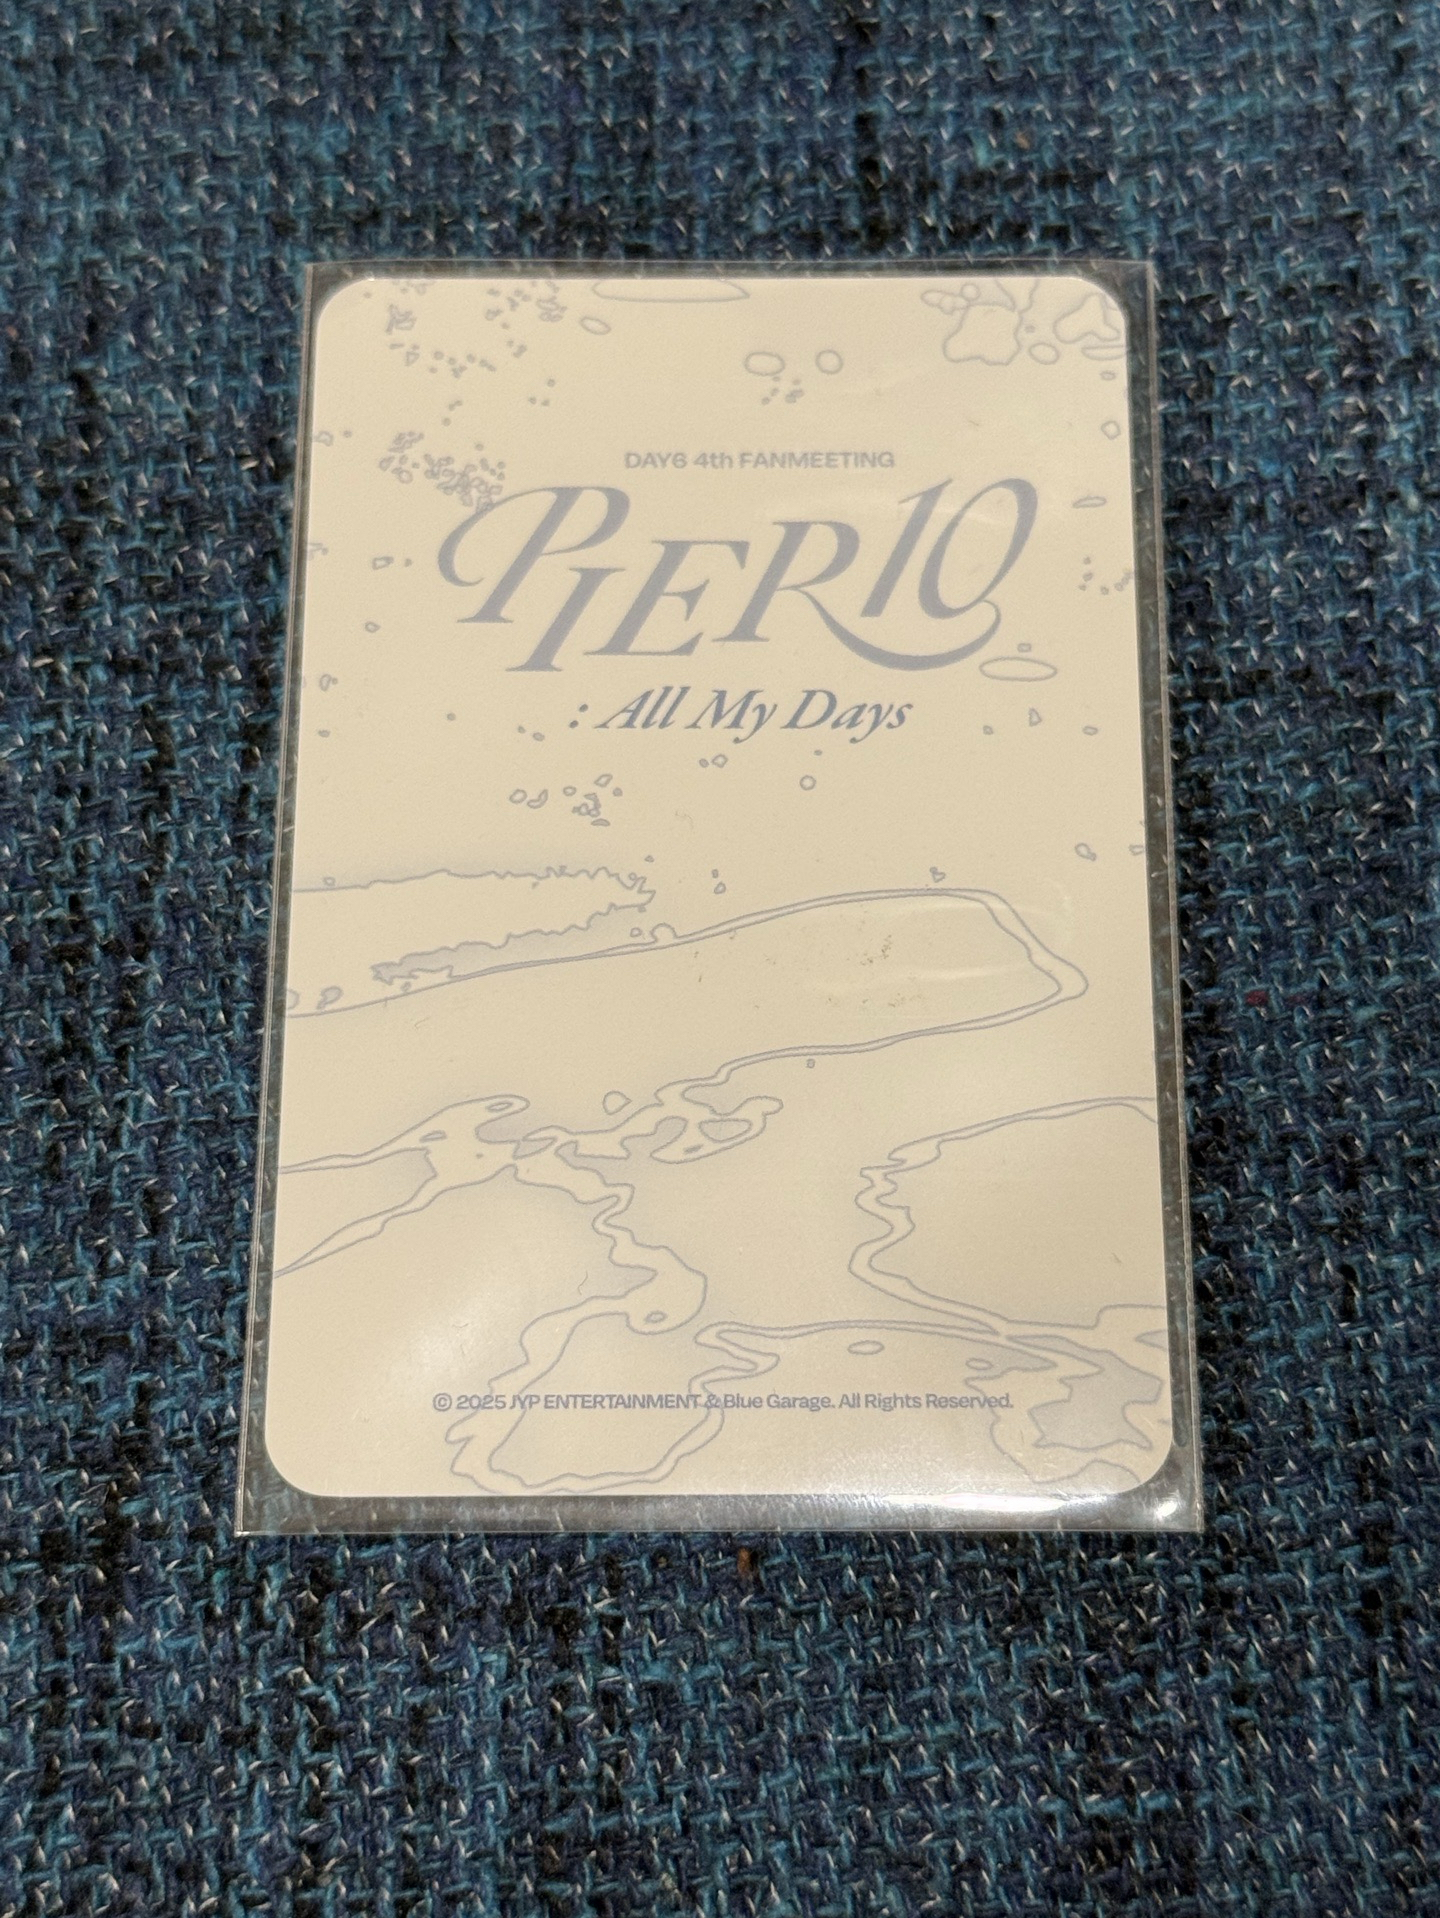 DAY6 4th FANMEETING
PIER10
: All My Days
© 2025 JYP ENTERTAINMENT & Blue Garage. All Rights Reserved.